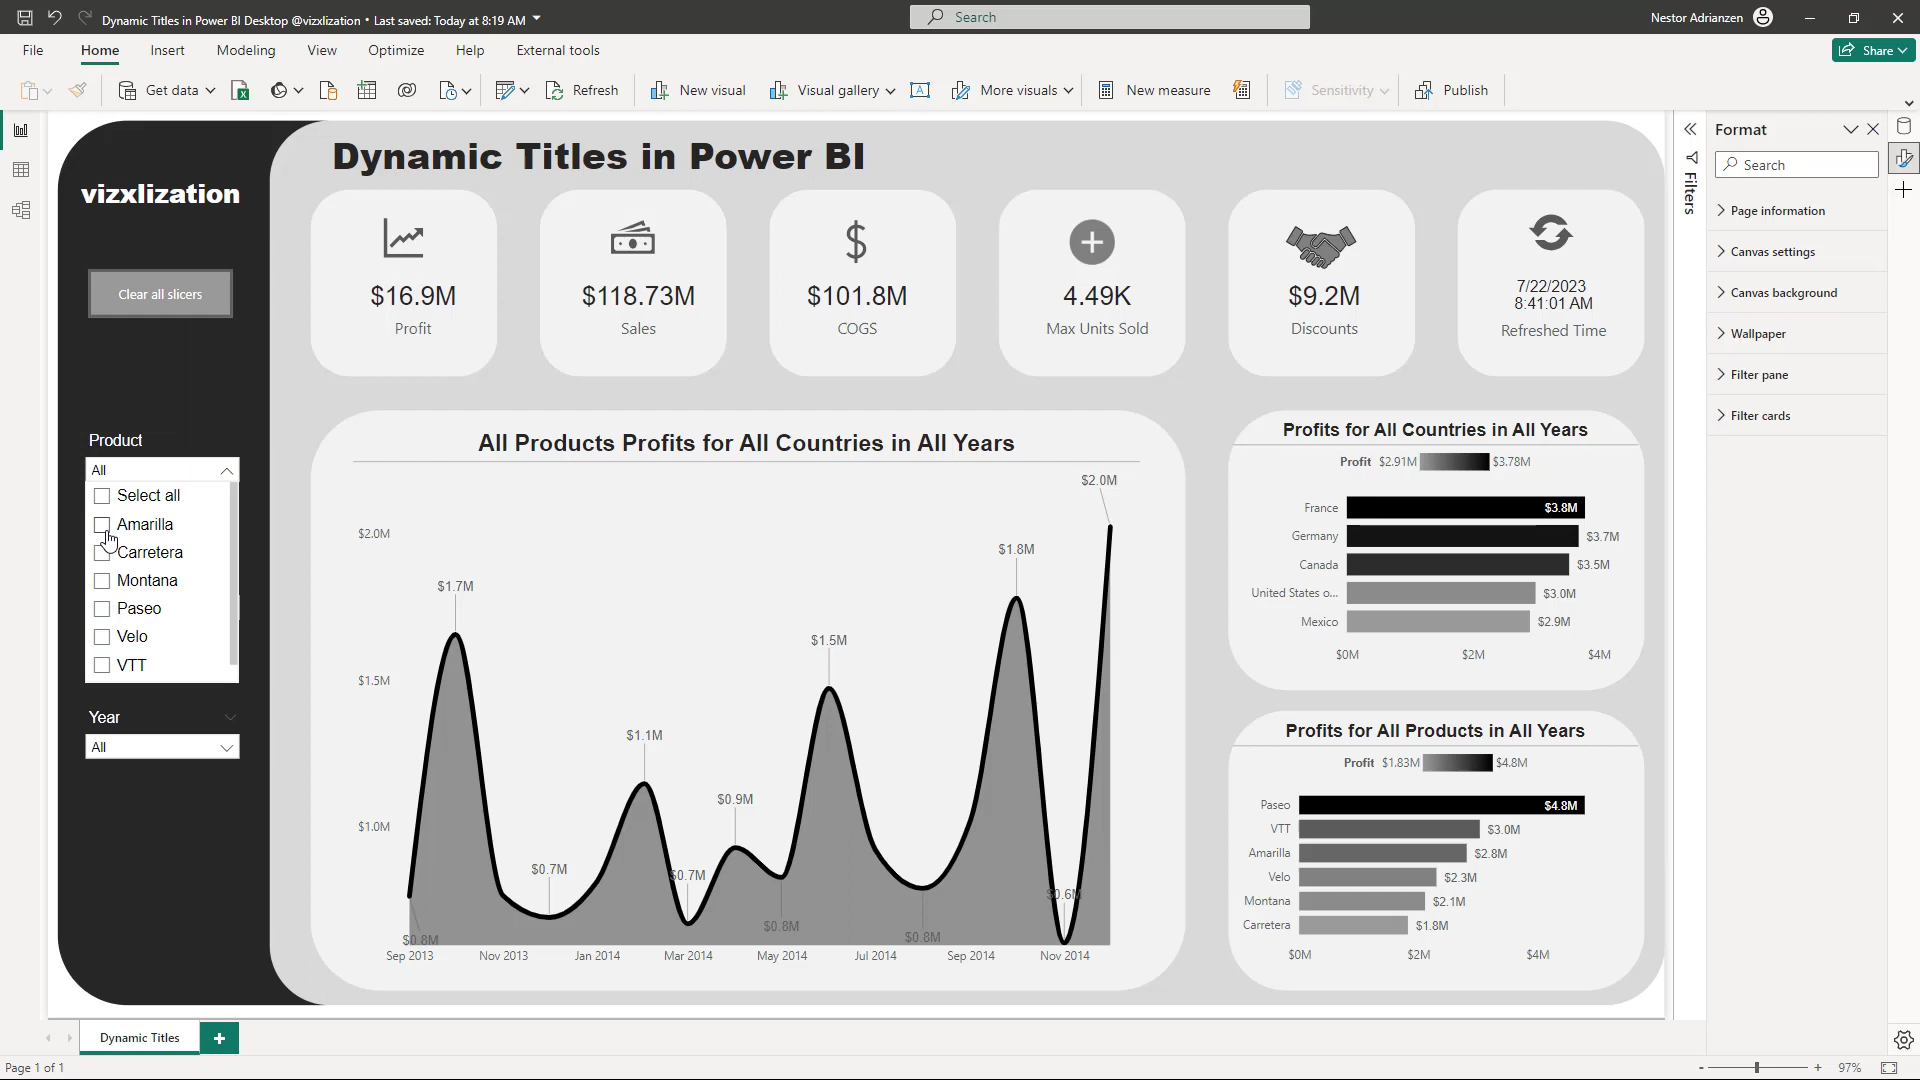 Dynamic Titles in Power BI Desktop @vizxlization • Last saved: Today at 8:19 AM
Search
Nestor Adrianzen
File Home Insert Modeling View Optimize Help External tools
Share
Get data
Refresh
New visual
Visual gallery
More visuals
New measure
Sensitivity
Publish
vizxlization
Clear all slicers
Product
All
Select all
Amarilla
Carretera
Montana
Paseo
Velo
VTT
Year
All
Dynamic Titles in Power BI
$16.9M
Profit
$118.73M
Sales
$101.8M
COGS
4.49K
Max Units Sold
$9.2M
Discounts
7/22/2023
8:41:01 AM
Refreshed Time
All Products Profits for All Countries in All Years
$2.0M
$1.5M
$1.0M
$0.8M
$1.7M
$0.7M
$1.1M
$0.7M
$0.9M
$0.8M
$1.5M
$0.8M
$1.8M
$0.6M
$2.0M
Sep 2013 Nov 2013 Jan 2014 Mar 2014 May 2014 Jul 2014 Sep 2014 Nov 2014
Profits for All Countries in All Years
Profit $2.91M $3.78M
France $3.8M
Germany $3.7M
Canada $3.5M
United States o... $3.0M
Mexico $2.9M
$0M $2M $4M
Profits for All Products in All Years
Profit $1.83M $4.8M
Paseo $4.8M
VTT $3.0M
Amarilla $2.8M
Velo $2.3M
Montana $2.1M
Carretera $1.8M
$0M $2M $4M
Filters
Format
Search
Page information
Canvas settings
Canvas background
Wallpaper
Filter pane
Filter cards
Dynamic Titles
Page 1 of 1
97%